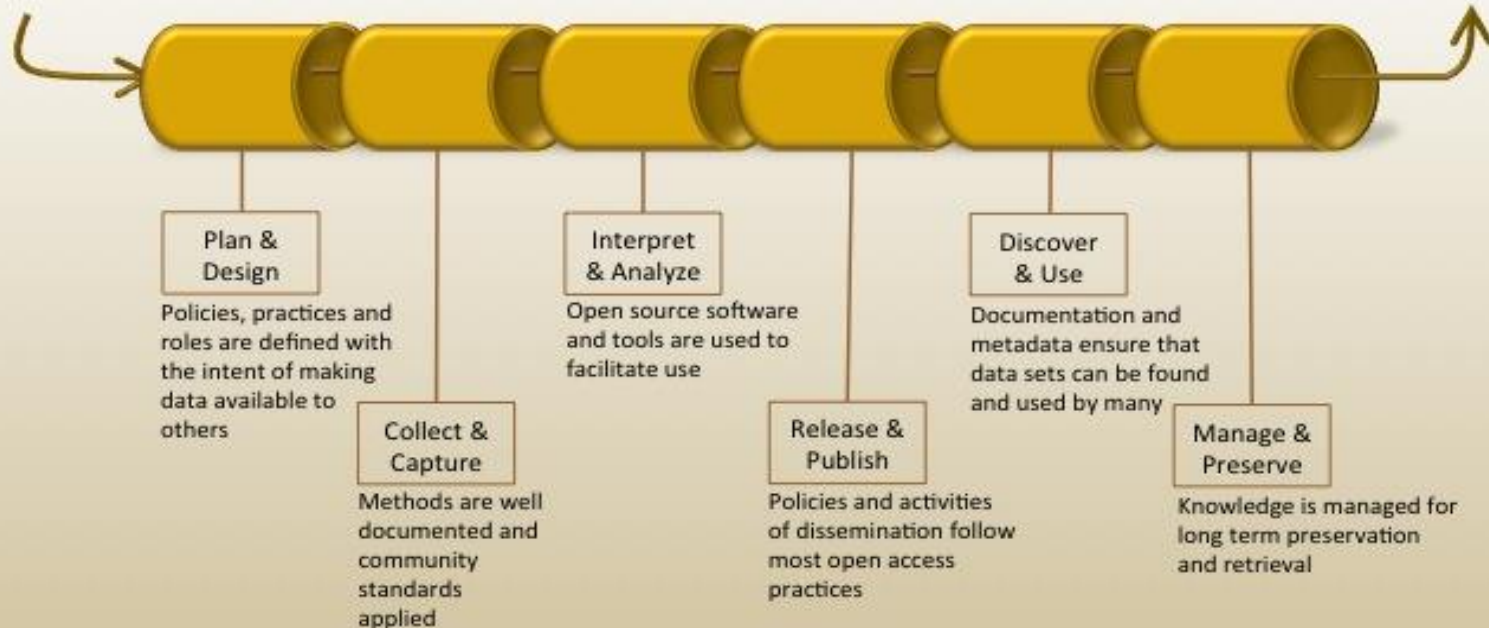 Plan &
Design
Policies, practices and
roles are defined with
the intent of making
data available to
others
Collect &
Capture
Methods are well
documented and
community
standards
applied
Interpret
& Analyze
Open source software
and tools are used to
facilitate use
Release &
Publish
Policies and activities
of dissemination follow
most open access
practices
Discover
& Use
Documentation and
metadata ensure that
data sets can be found
and used by many
Manage &
Preserve
Knowledge is managed for
long term preservation
and retrieval